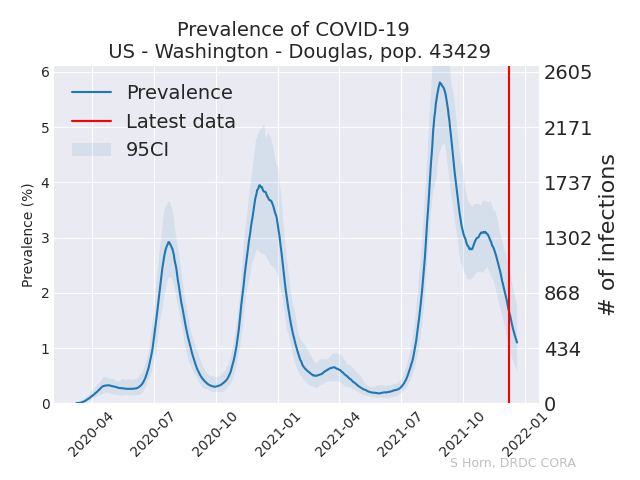 Prevalence of COVID-19
US - Washington - Douglas, pop. 43429
Prevalence
Latest data
95CI
Prevalence (%)
6
5
4
3
2
1
0
2605
2171
1737
1302
868
434
0
# of infections
2020-04
2020-07
2020-10
2021-01
2021-04
2021-07
2021-10
2022-01
S Horn, DRDC CORA